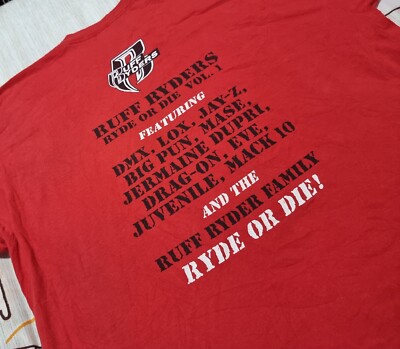 RUFF
RYDERS
RUFF RYDERS
RYDE OR DIE VOL. 1
FEATURING
DMX, LOX, JAY-Z,
BIG PUN, MASE,
JERMAINE DUPRI,
DRAG-ON, EVE,
JUVENILE, MACK 10
AND THE
RUFF RYDER FAMILY
RYDE OR DIE!